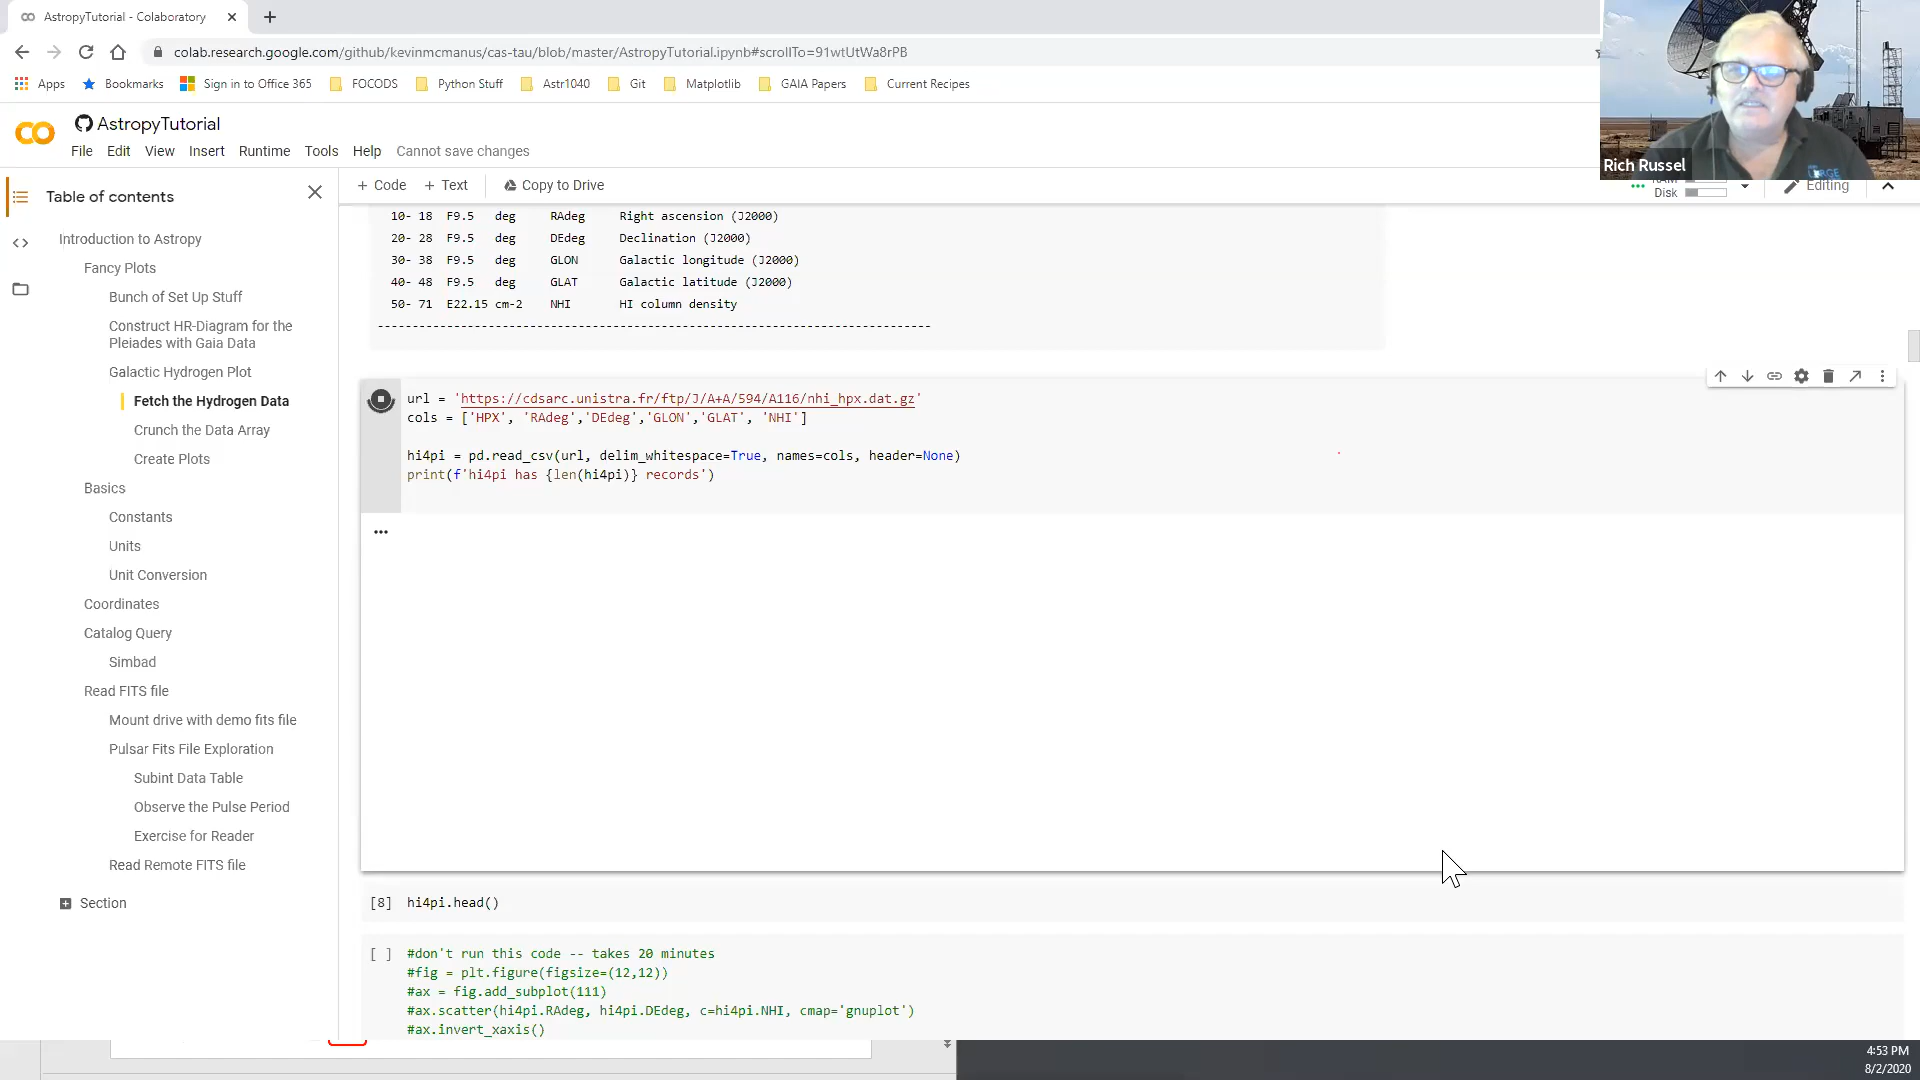 AstropyTutorial - Colaboratory
colab.research.google.com/github/kevinmcmanus/cas-tau/blob/master/AstropyTutorial.ipynb#scrollTo=91wtUtWa8rPB
Apps Bookmarks Sign in to Office 365 FOCODS Python Stuff Astr1040 Git Matplotlib GAIA Papers Current Recipes
AstropyTutorial
File Edit View Insert Runtime Tools Help Cannot save changes
Rich Russel
Table of contents
+ Code + Text Copy to Drive
Disk Editing
Introduction to Astropy
Fancy Plots
Bunch of Set Up Stuff
Construct HR-Diagram for the
Pleiades with Gaia Data
Galactic Hydrogen Plot
Fetch the Hydrogen Data
Crunch the Data Array
Create Plots
Basics
Constants
Units
Unit Conversion
Coordinates
Catalog Query
Simbad
Read FITS file
Mount drive with demo fits file
Pulsar Fits File Exploration
Subint Data Table
Observe the Pulse Period
Exercise for Reader
Read Remote FITS file
Section
10- 18 F9.5 deg RAdeg Right ascension (J2000)
20- 28 F9.5 deg DEdeg Declination (J2000)
30- 38 F9.5 deg GLON Galactic longitude (J2000)
40- 48 F9.5 deg GLAT Galactic latitude (J2000)
50- 71 E22.15 cm-2 NHI HI column density
--------------------------------------------------------------------------------
url = 'https://cdsarc.unistra.fr/ftp/J/A+A/594/A116/nhi_hpx.dat.gz'
cols = ['HPX', 'RAdeg','DEdeg','GLON','GLAT', 'NHI']
hi4pi = pd.read_csv(url, delim_whitespace=True, names=cols, header=None)
print(f'hi4pi has {len(hi4pi)} records')
[8] hi4pi.head()
[ ] #don't run this code -- takes 20 minutes
#fig = plt.figure(figsize=(12,12))
#ax = fig.add_subplot(111)
#ax.scatter(hi4pi.RAdeg, hi4pi.DEdeg, c=hi4pi.NHI, cmap='gnuplot')
#ax.invert_xaxis()
4:53 PM
8/2/2020